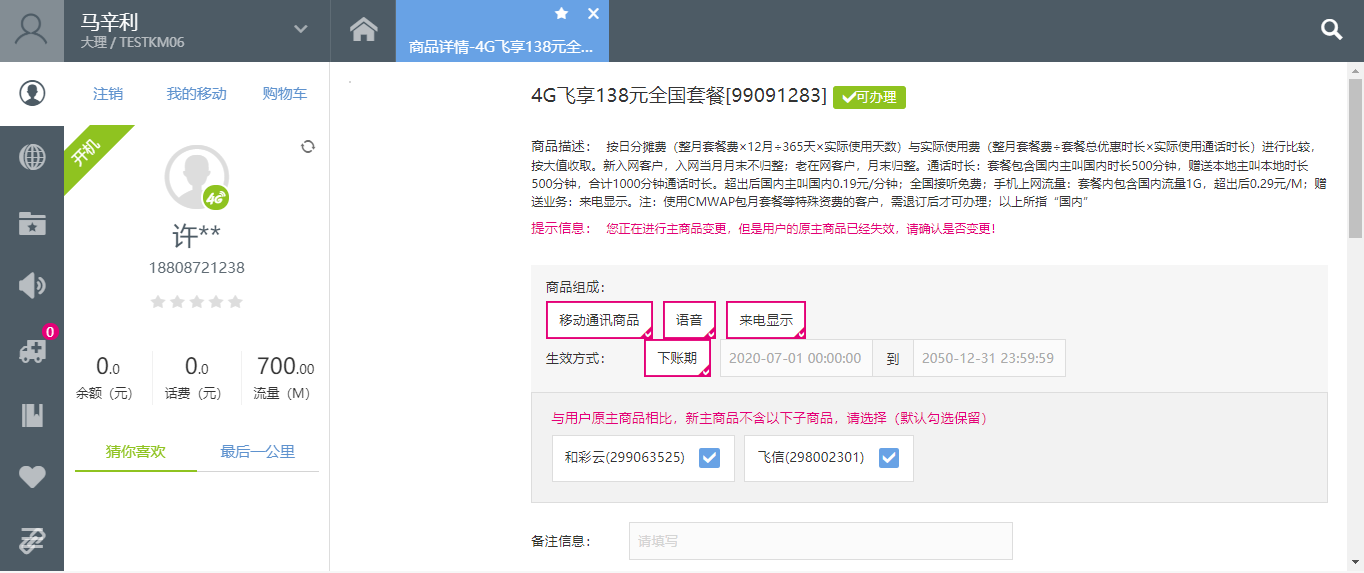 马辛利
大理 / TESTKM06
商品详情-4G飞享138元全...
注销 我的移动 购物车
开机
4G
许**
18808721238
0
0.0 0.0 700.00
余额（元） 话费（元） 流量（M）
猜你喜欢 最后一公里
4G飞享138元全国套餐[99091283] 可办理
商品描述： 按日分摊费（整月套餐费×12月÷365天×实际使用天数）与实际使用费（整月套餐费÷套餐总优惠时长×实际使用通话时长）进行比较，
按大值收取。新入网客户，入网当月月末不归整；老在网客户，月末归整。通话时长：套餐包含国内主叫国内时长500分钟，赠送本地主叫本地时长
500分钟，合计1000分钟通话时长。超出后国内主叫国内0.19元/分钟；全国接听免费；手机上网流量：套餐内包含国内流量1G，超出后0.29元/M；赠
送业务：来电显示。注：使用CMWAP包月套餐等特殊资费的客户，需退订后才可办理；以上所指“国内”
提示信息： 您正在进行主商品变更，但是用户的原主商品已经失效，请确认是否变更！
商品组成：
移动通讯商品 语音 来电显示
生效方式： 下账期 2020-07-01 00:00:00 到 2050-12-31 23:59:59
与用户原主商品相比，新主商品不含以下子商品，请选择（默认勾选保留）
和彩云(299063525) 飞信(298002301)
备注信息： 请填写